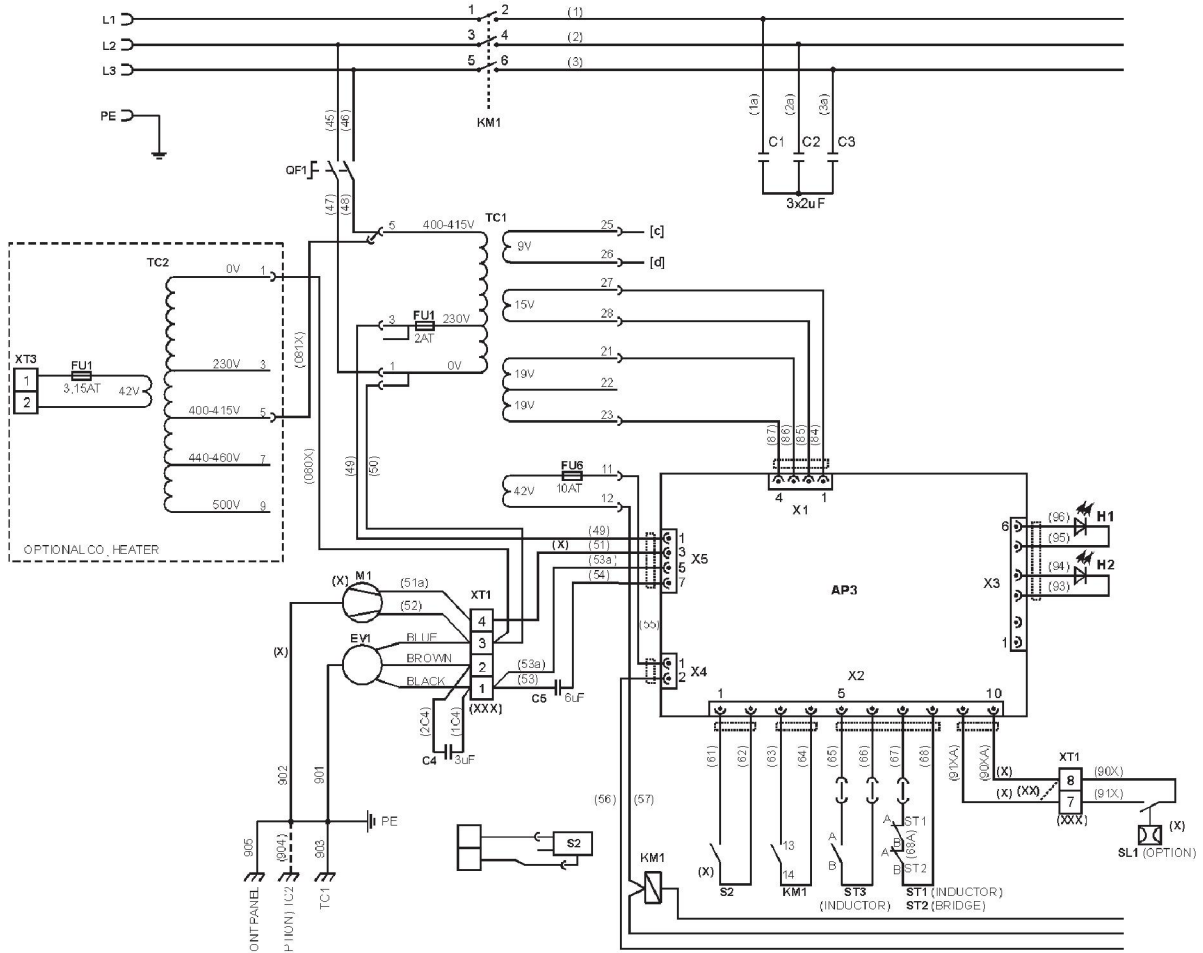 L1 1 2 (1)
L2 3 4 (2)
L3 5 6 (3)
PE
KM1
(45) (46)
(1a) (2a) (3a)
C1 C2 C3
3x2uF
QF1
(47) (48)
5 400-415V TC1 25 [c]
9V
26 [d]
TC2
0V 1
27
15V
28
3 FU1 230V
2AT
(081X)
1 0V
21
19V
22
19V
23
XT3
1
2
FU1
3,15AT
42V
230V 3
400-415V 5
440-460V 7
500V 9
(080X)
(49) (50)
(87) (86) (85) (84)
FU6 11
10AT
42V
12
4 1
X1
OPTIONAL CO, HEATER
(49) 1
(X) (51) 3
(53a) 5
(54) 7
X5
AP3
6 (96) H1
(95)
(94) H2
X3 (93)
1
(X) M1 (51a) XT1
(52) 4
EV1 BLUE 3
BROWN 2 (53a)
BLACK 1 (53)
(XXX)
C5 6uF
(55)
1
2
X4
X2
1 5 10
(X)
(2C4) (1C4)
C4 3uF
902 901
(61) (62) (63) (64) (65) (66) (67) (68) (91XA) (90XA)
XT1
(X) 8 (90X)
(X) (XX) 7 (91X)
(XXX)
(X)
SL1 (OPTION)
(56) (57)
PE
905 (904) 903
S2
KM1
(X)
S2
13
14
KM1
A
B
ST3
(INDUCTOR)
A ST1
B (68A)
A
B ST2
ST1 (INDUCTOR)
ST2 (BRIDGE)
ONT PANEL
PTION) TC2
TC1